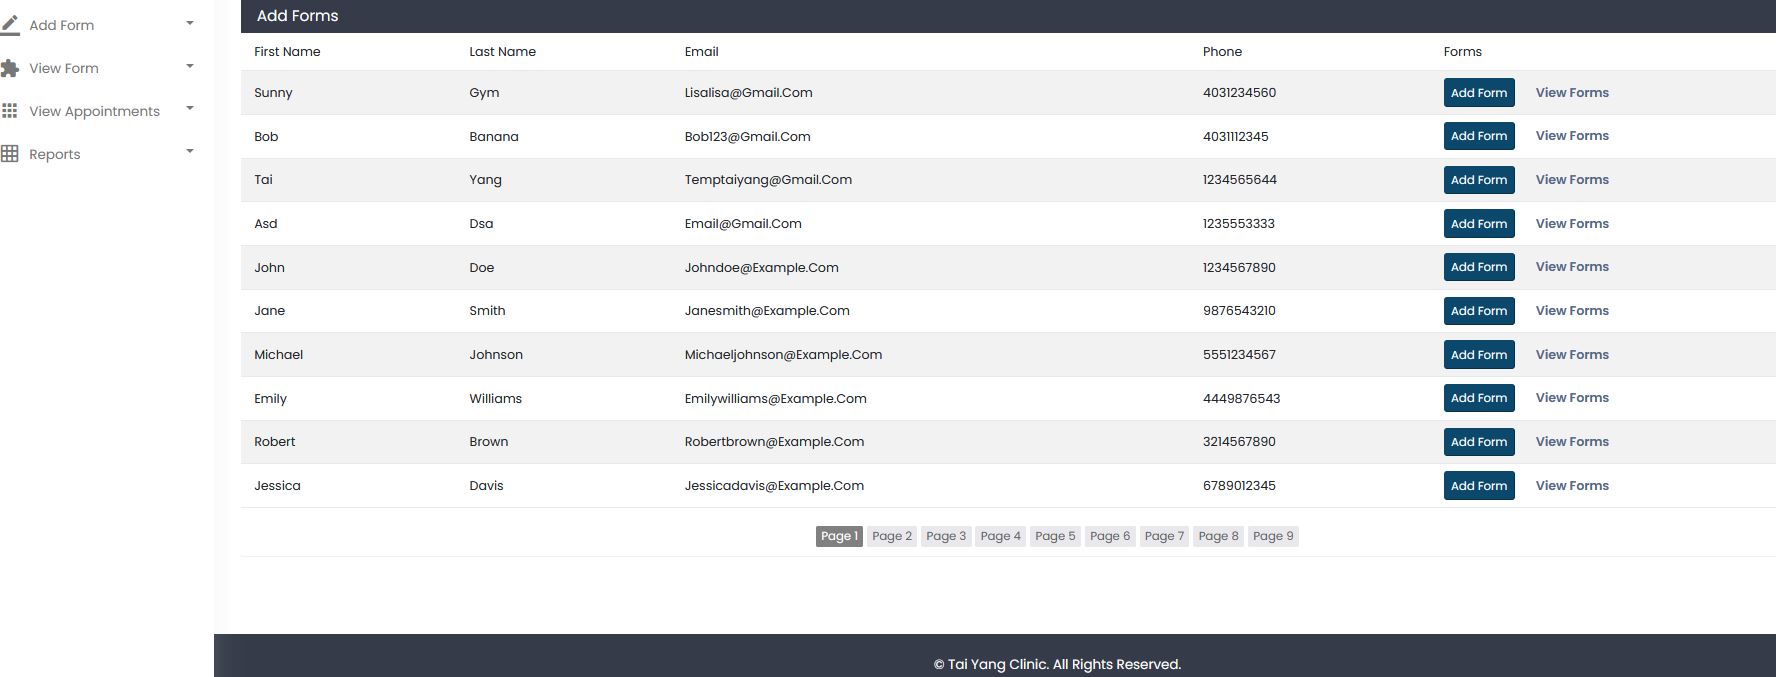 Add Form
View Form
View Appointments
Reports
Add Forms
First Name Last Name Email Phone Forms
Sunny Gym Lisalisa@Gmail.Com 4031234560 Add Form View Forms
Bob Banana Bob123@Gmail.Com 4031112345 Add Form View Forms
Tai Yang Temptaiyang@Gmail.Com 1234565644 Add Form View Forms
Asd Dsa Email@Gmail.Com 1235553333 Add Form View Forms
John Doe Johndoe@Example.Com 1234567890 Add Form View Forms
Jane Smith Janesmith@Example.Com 9876543210 Add Form View Forms
Michael Johnson Michaeljohnson@Example.Com 5551234567 Add Form View Forms
Emily Williams Emilywilliams@Example.Com 4449876543 Add Form View Forms
Robert Brown Robertbrown@Example.Com 3214567890 Add Form View Forms
Jessica Davis Jessicadavis@Example.Com 6789012345 Add Form View Forms
Page 1 Page 2 Page 3 Page 4 Page 5 Page 6 Page 7 Page 8 Page 9
© Tai Yang Clinic. All Rights Reserved.